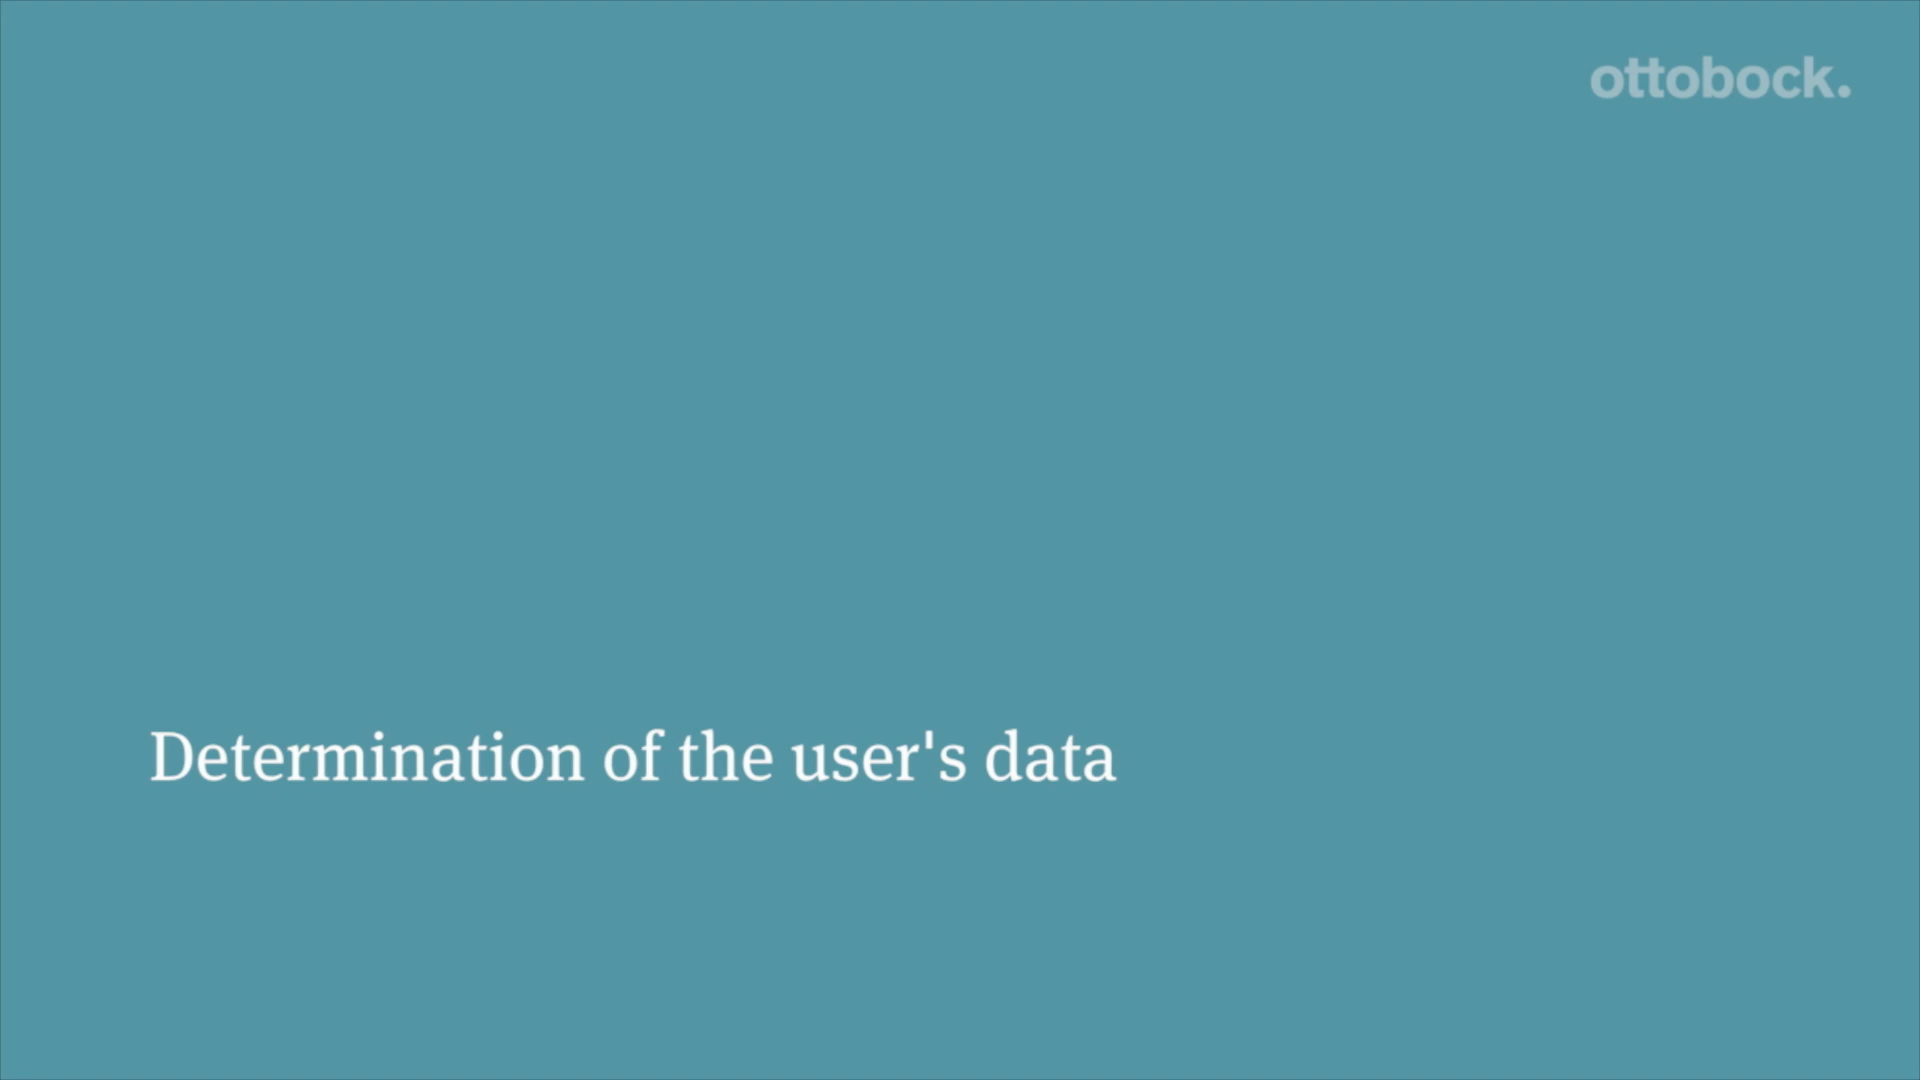 ottobock.
Determination of the user's data